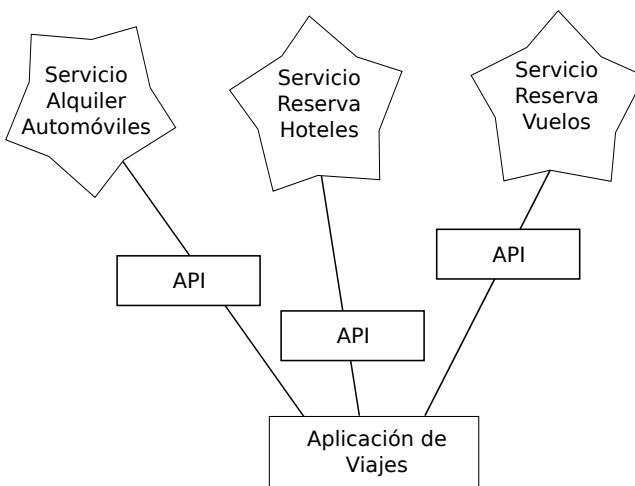 Servicio
Alquiler
Automóviles
Servicio
Reserva
Hoteles
Servicio
Reserva
Vuelos
API
API
API
Aplicación de
Viajes